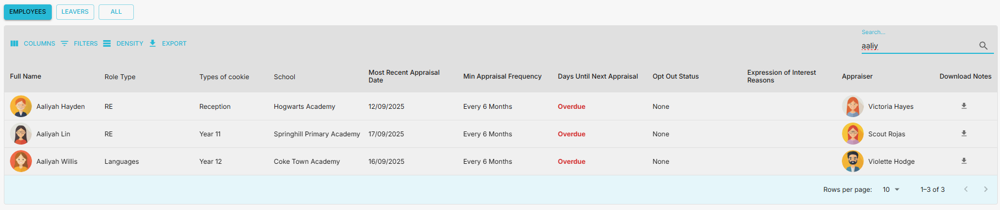 EMPLOYEES LEAVERS ALL
Search...
COLUMNS FILTERS DENSITY EXPORT aaliy
Full Name Role Type Types of cookie School Most Recent Appraisal Date Min Appraisal Frequency Days Until Next Appraisal Opt Out Status Expression of Interest Reasons Appraiser Download Notes
Aaliyah Hayden RE Reception Hogwarts Academy 12/09/2025 Every 6 Months Overdue None Victoria Hayes
Aaliyah Lin RE Year 11 Springhill Primary Academy 17/09/2025 Every 6 Months Overdue None Scout Rojas
Aaliyah Willis Languages Year 12 Coke Town Academy 16/09/2025 Every 6 Months Overdue None Violette Hodge
Rows per page: 10 1–3 of 3